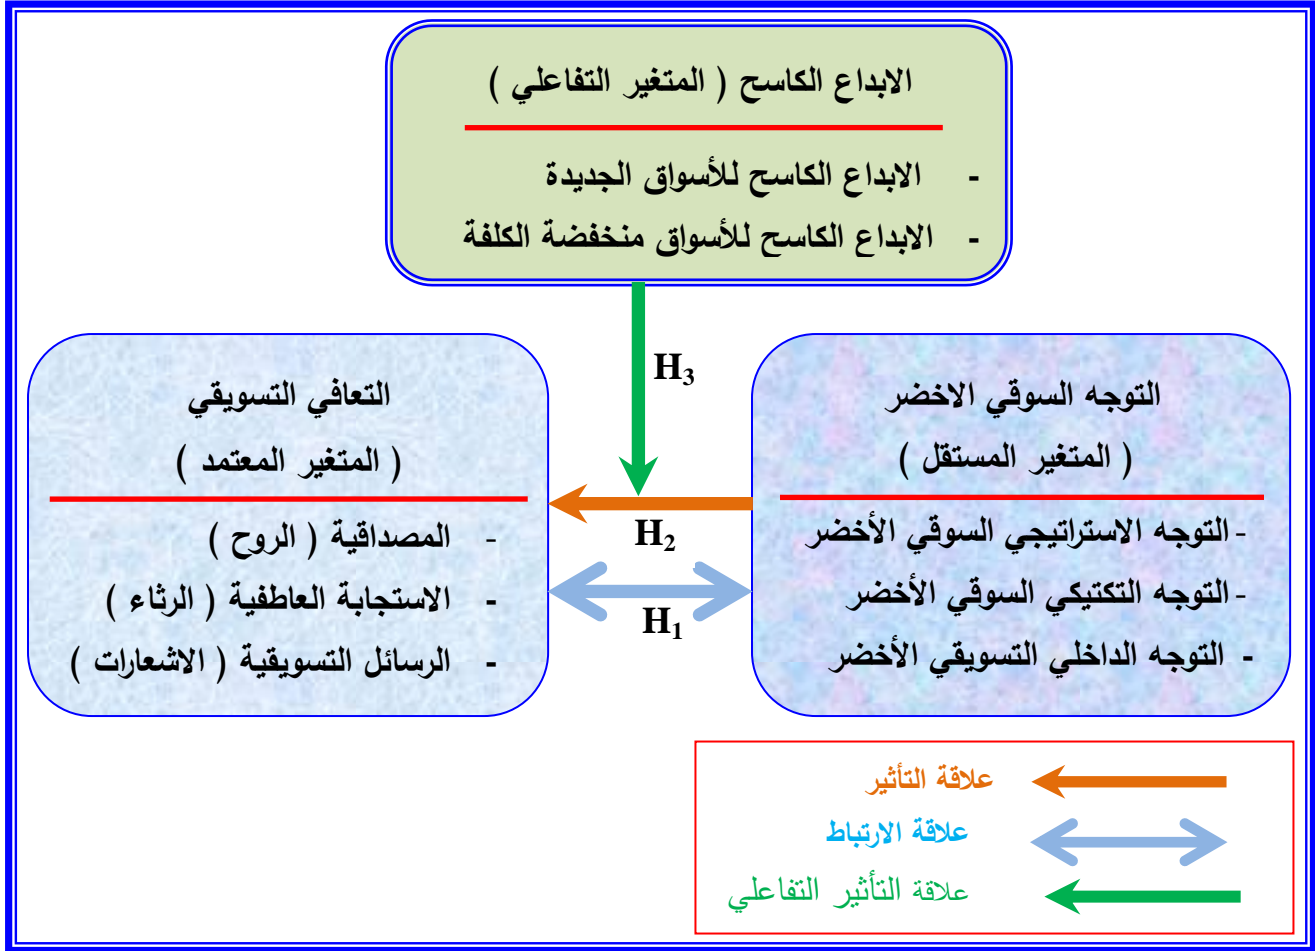 الابداع الكاسح ( المتغير التفاعلي )
- الابداع الكاسح للأسواق الجديدة
- الابداع الكاسح للأسواق منخفضة الكلفة
H3
التوجه السوقي الاخضر
( المتغير المستقل )
- التوجه الاستراتيجي السوقي الأخضر
- التوجه التكتيكي السوقي الأخضر
- التوجه الداخلي التسويقي الأخضر
H2
H1
التعافي التسويقي
( المتغير المعتمد )
- المصداقية ( الروح )
- الاستجابة العاطفية ( الرثاء )
- الرسائل التسويقية ( الاشعارات )
علاقة التأثير
علاقة الارتباط
علاقة التأثير التفاعلي